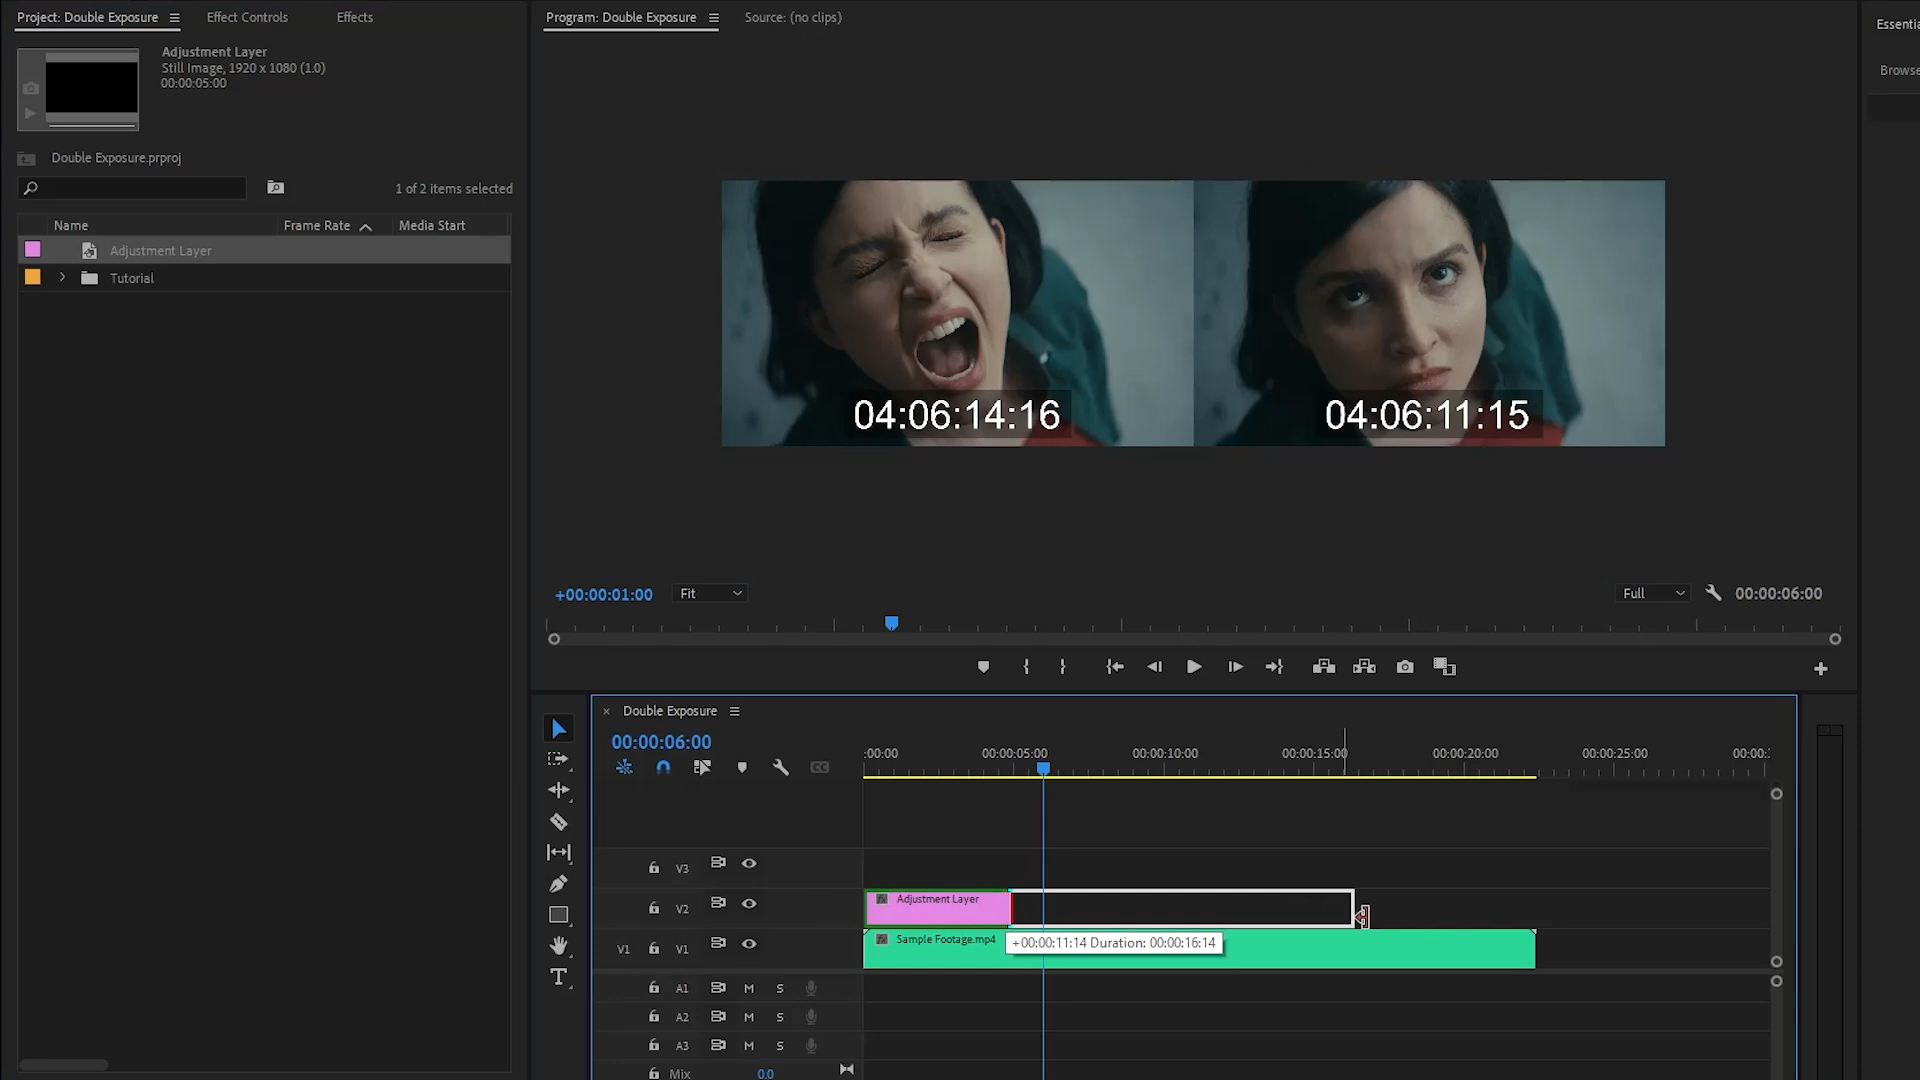 Project: Double Exposure
Effect Controls
Effects
Adjustment Layer
Still Image, 1920 x 1080 (1.0)
00:00:05:00
Double Exposure.prproj
1 of 2 items selected
Name
Frame Rate
Media Start
Adjustment Layer
Tutorial
Program: Double Exposure
Source: (no clips)
04:06:14:16
04:06:11:15
+00:00:01:00
Fit
Full
00:00:06:00
Essentia
Browse
Double Exposure
00:00:06:00
:00:00
00:00:05:00
00:00:10:00
00:00:15:00
00:00:20:00
00:00:25:00
00:00:
CC
V3
V2
Adjustment Layer
V1
V1
Sample Footage.mp4
+00:00:11:14 Duration: 00:00:16:14
A1 M S
A2 M S
A3 M S
Mix 0.0